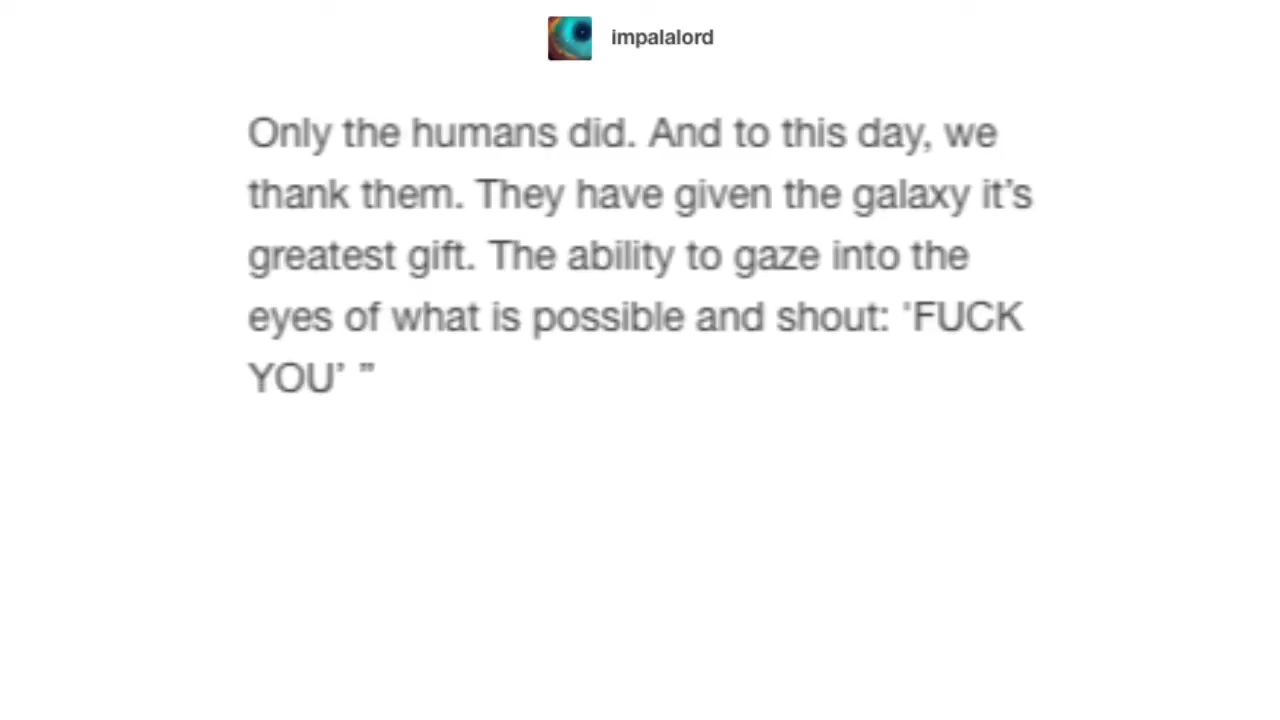 impalalord
Only the humans did. And to this day, we
thank them. They have given the galaxy it’s
greatest gift. The ability to gaze into the
eyes of what is possible and shout: 'FUCK
YOU’ ”